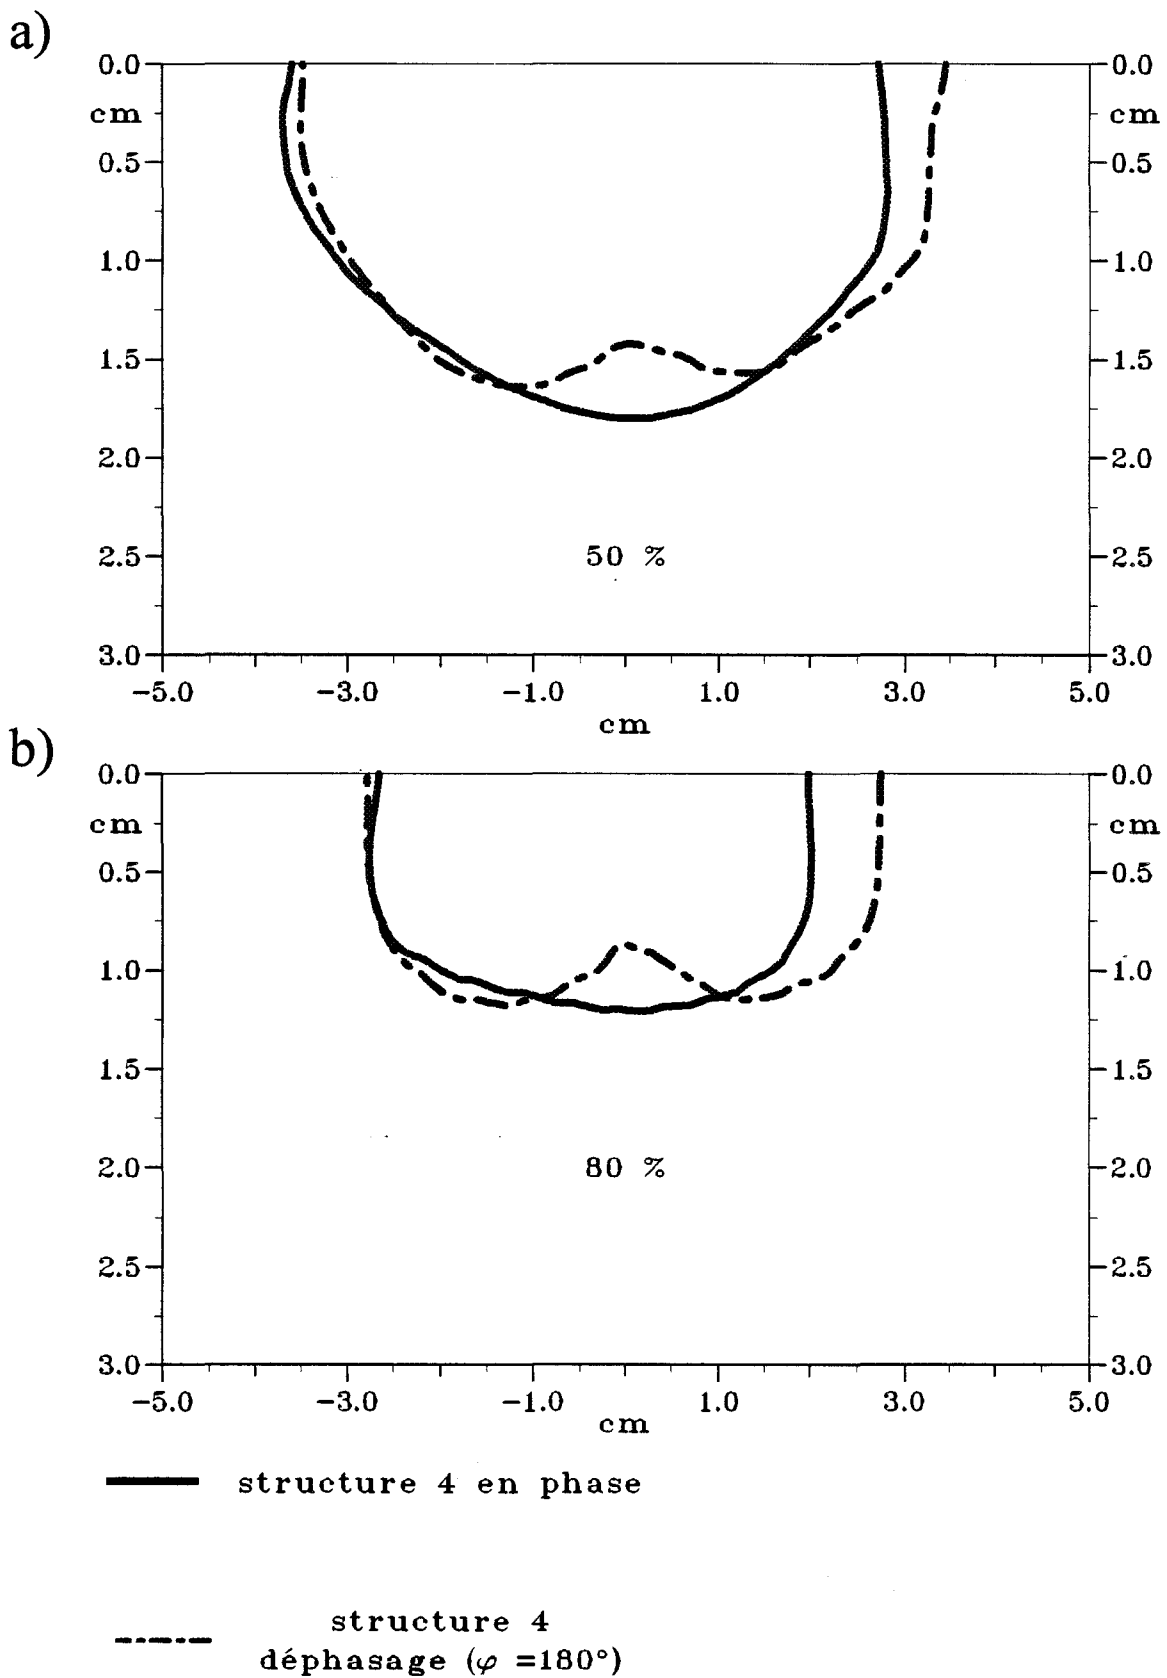 a)
0.0 0.0
cm cm
0.5 0.5
1.0 1.0
1.5 1.5
2.0 2.0
50 %
2.5 2.5
3.0 3.0
−5.0 −3.0 −1.0 1.0 3.0 5.0
cm
b)
0.0 0.0
cm cm
0.5 0.5
1.0 1.0
1.5 1.5
80 %
2.0 2.0
2.5 2.5
3.0 3.0
−5.0 −3.0 −1.0 1.0 3.0 5.0
cm
structure 4 en phase
structure 4
déphasage (φ =180°)